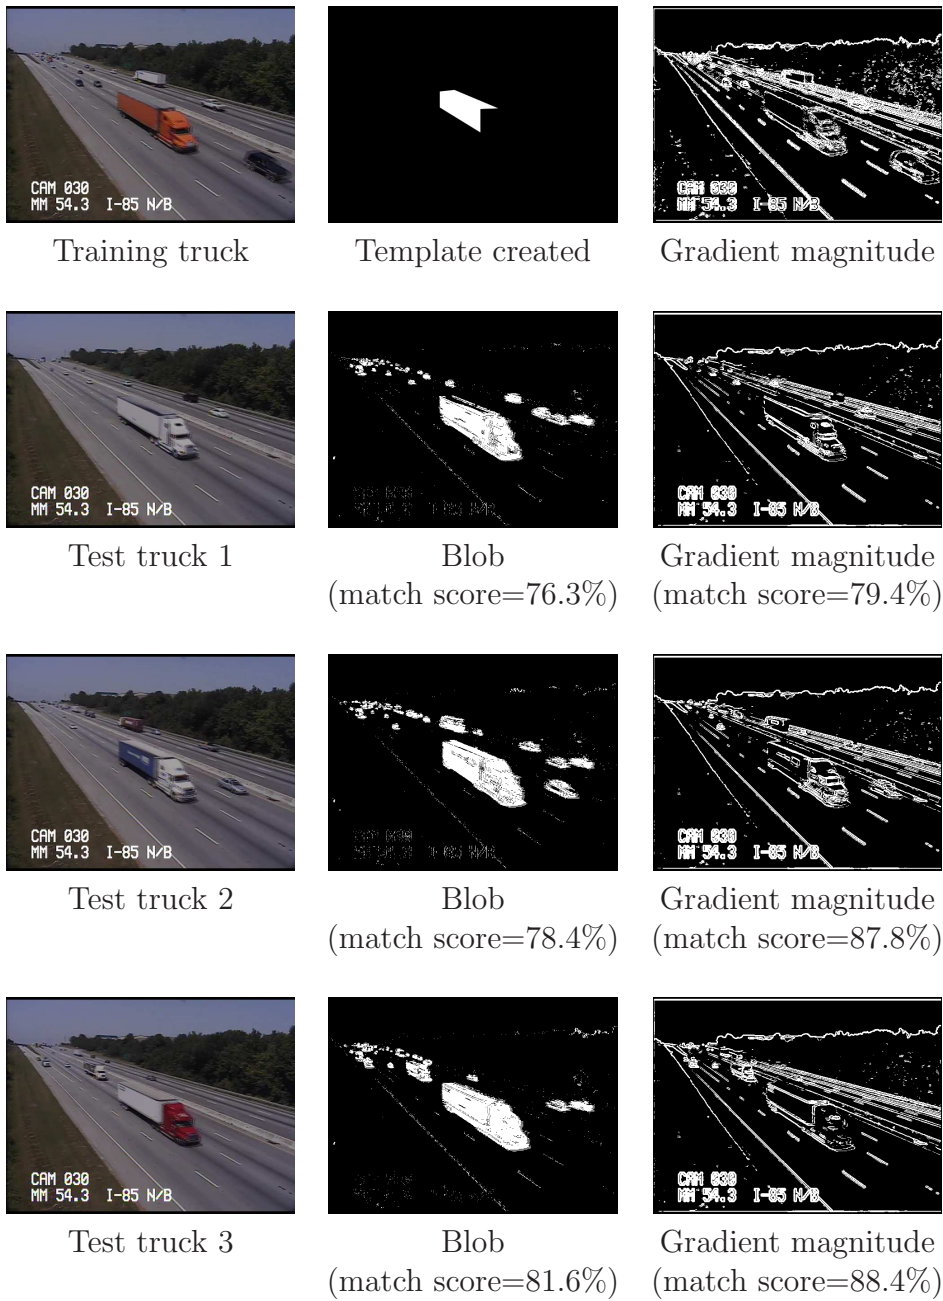 CAM 030
MM 54.3 I-85 N/B
CAM 030
MM 54.3 I-85 N/B
Training truck
Template created
Gradient magnitude
CAM 030
MM 54.3 I-85 N/B
CAM 030
MM 54.3 I-85 N/B
Test truck 1
Blob
(match score=76.3%)
Gradient magnitude
(match score=79.4%)
CAM 030
MM 54.3 I-85 N/B
CAM 030
MM 54.3 I-85 N/B
Test truck 2
Blob
(match score=78.4%)
Gradient magnitude
(match score=87.8%)
CAM 030
MM 54.3 I-85 N/B
CAM 030
MM 54.3 I-85 N/B
Test truck 3
Blob
(match score=81.6%)
Gradient magnitude
(match score=88.4%)